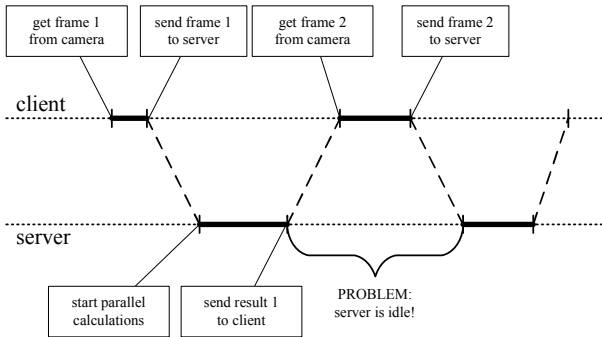 get frame 1
from camera
send frame 1
to server
get frame 2
from camera
send frame 2
to server
client
server
start parallel
calculations
send result 1
to client
PROBLEM:
server is idle!